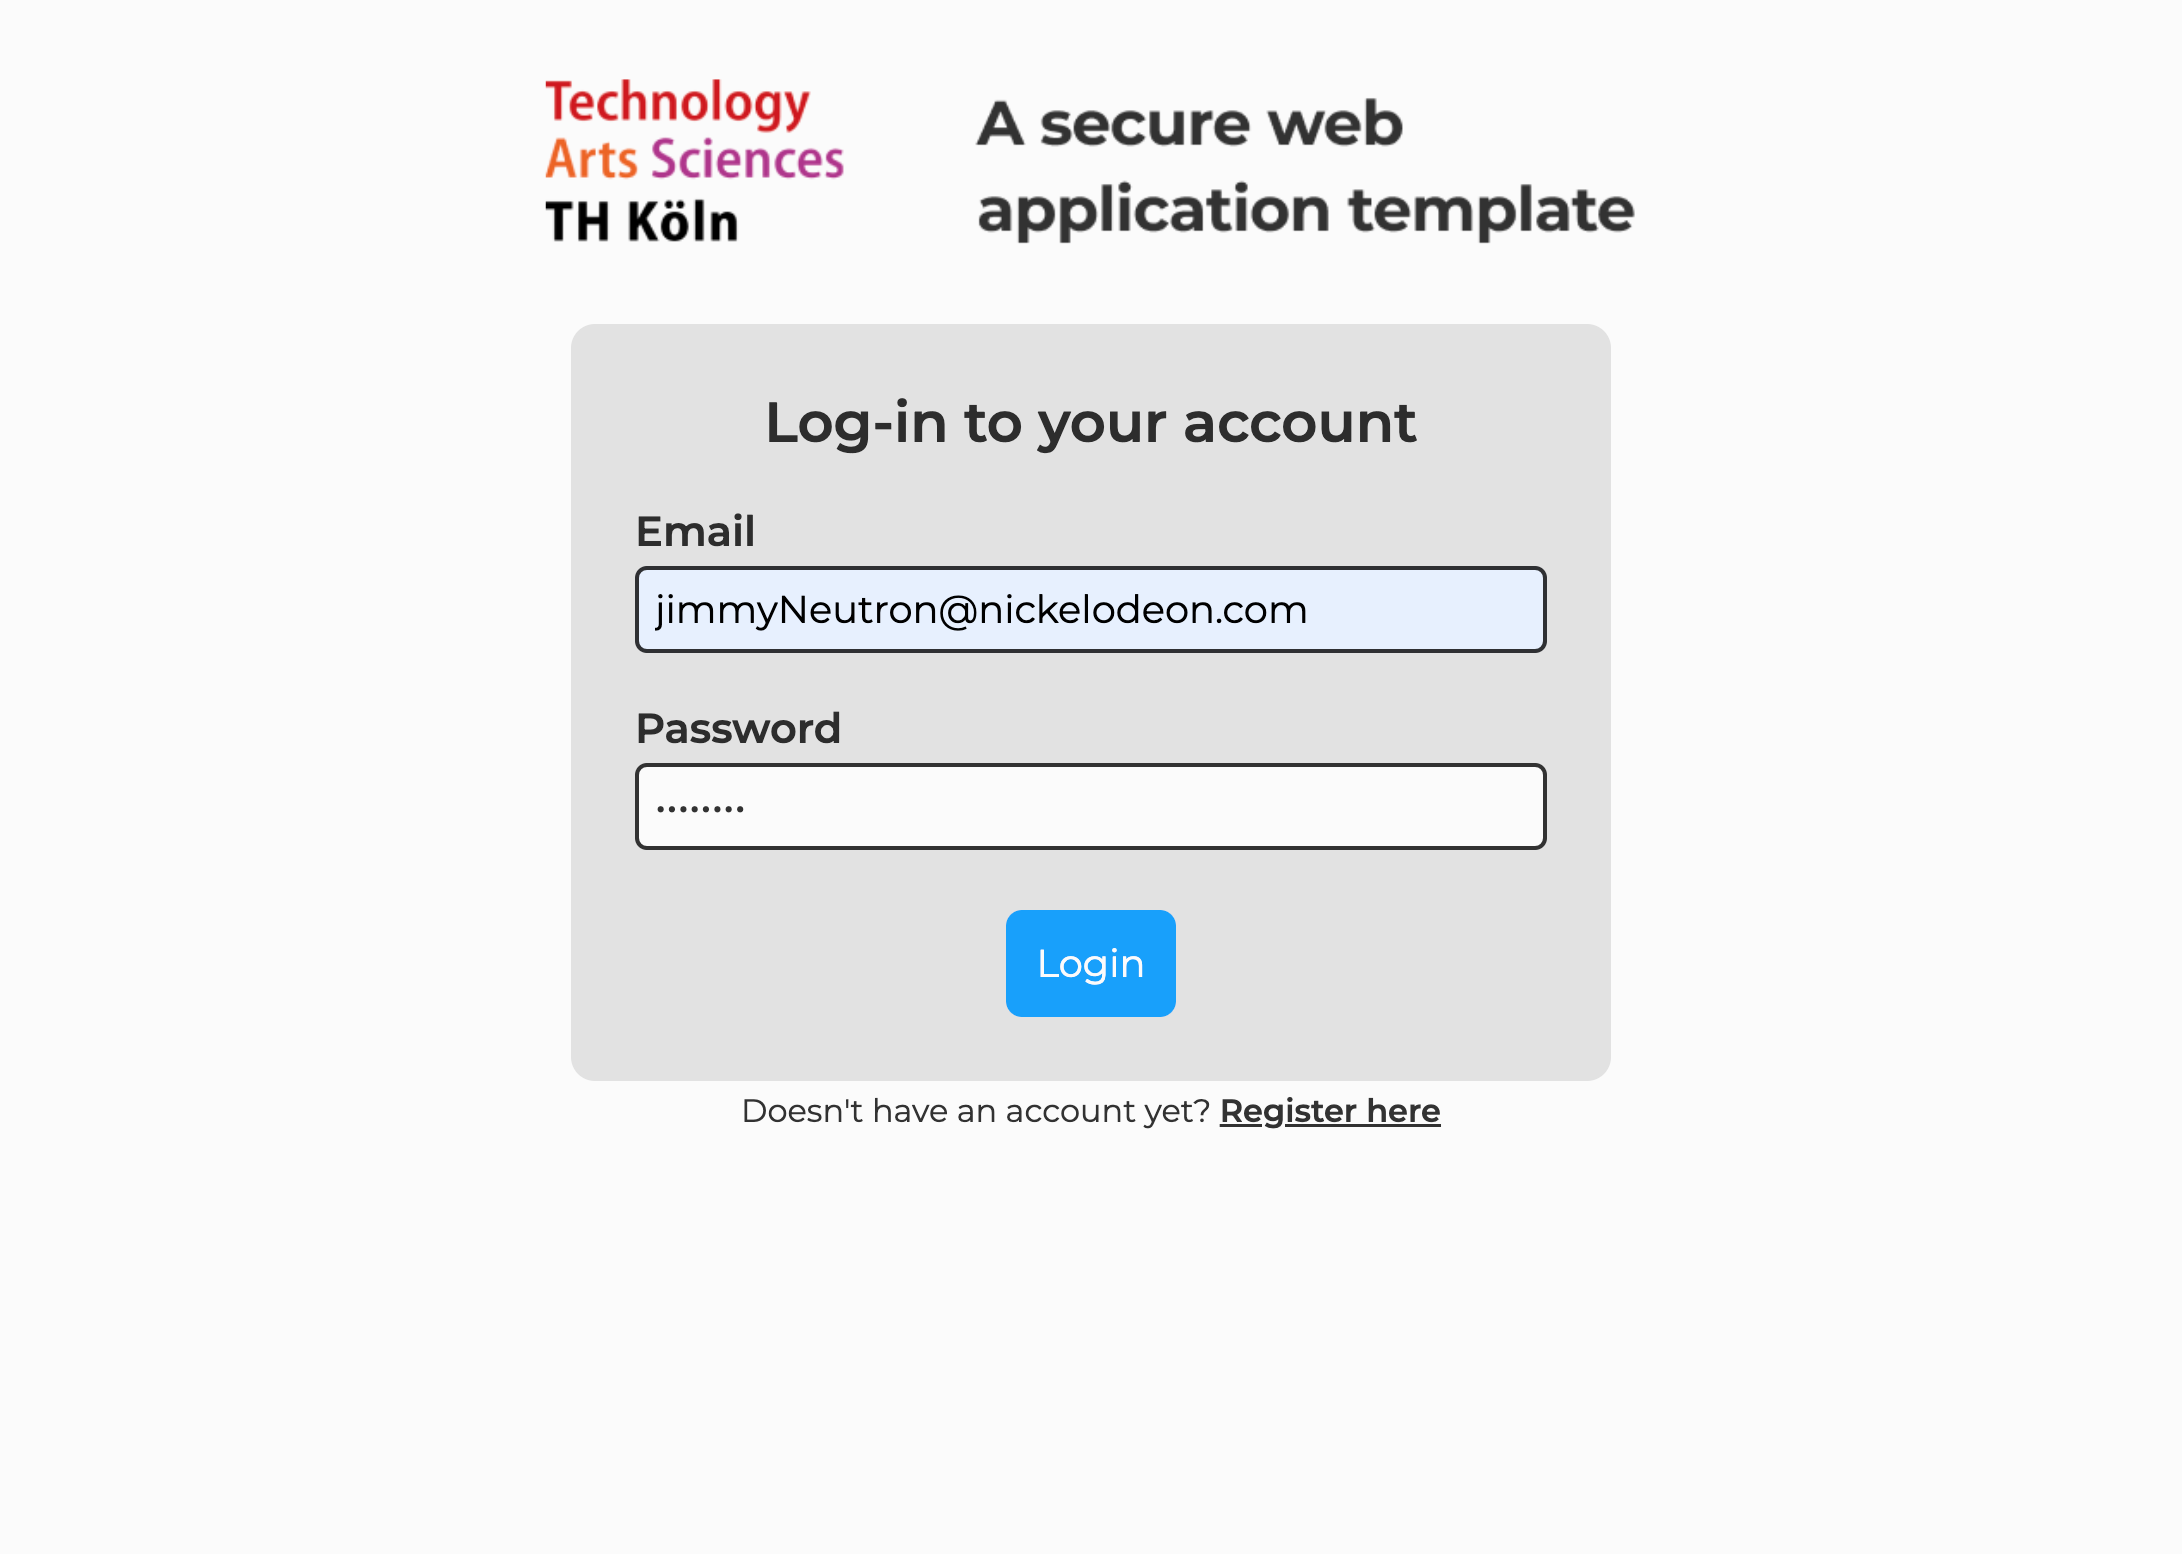 Technology
Arts Sciences
TH Köln
A secure web
application template
Log-in to your account
Email
jimmyNeutron@nickelodeon.com
Password
••••••••
Login
Doesn't have an account yet? Register here